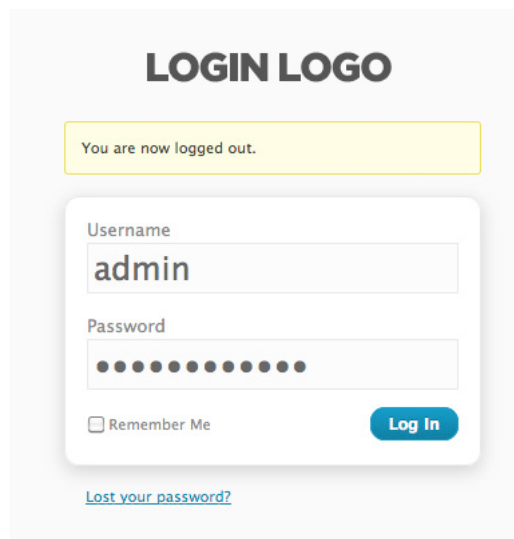 LOGIN LOGO
You are now logged out.
Username
admin
Password
••••••••••••
Remember Me
Log In
Lost your password?